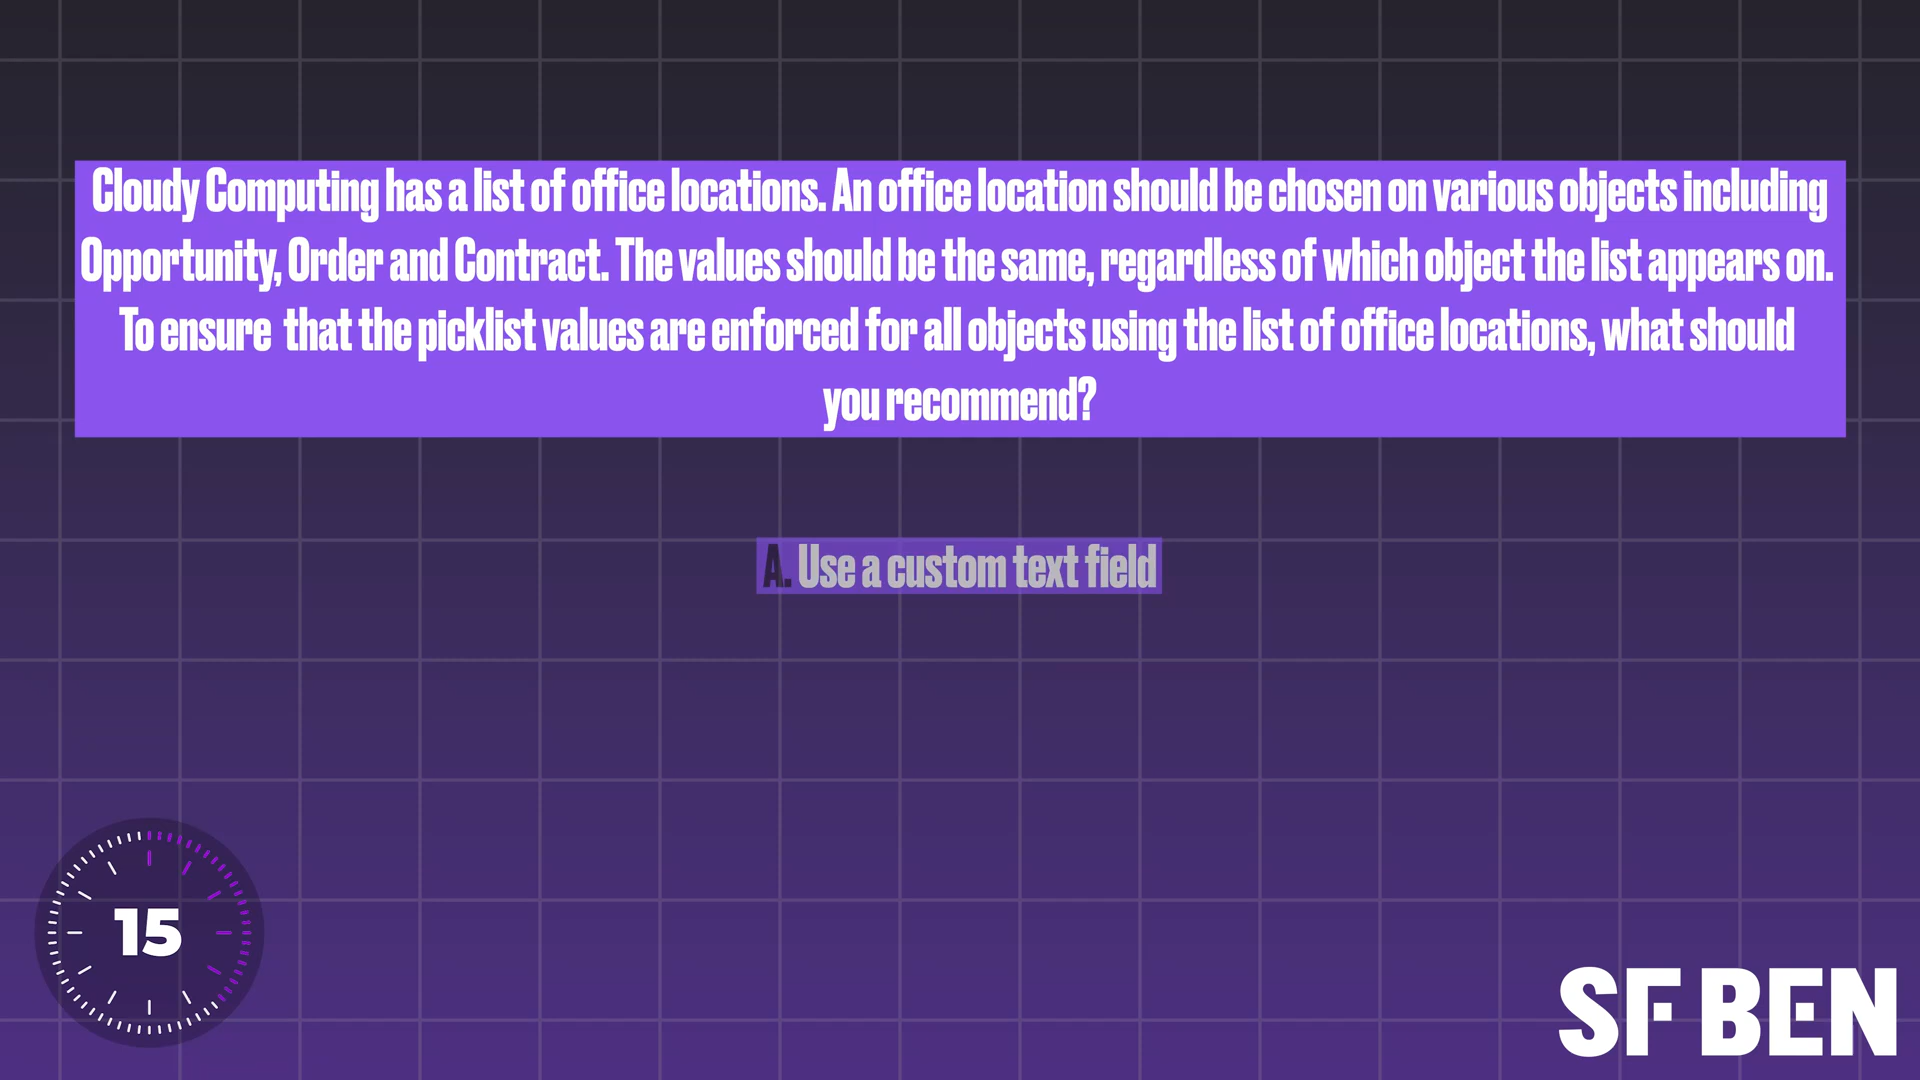 Cloudy Computing has a list of office locations. An office location should be chosen on various objects including
Opportunity, Order and Contract. The values should be the same, regardless of which object the list appears on.
To ensure that the picklist values are enforced for all objects using the list of office locations, what should
you recommend?
A. Use a custom text field
15
SF BEN